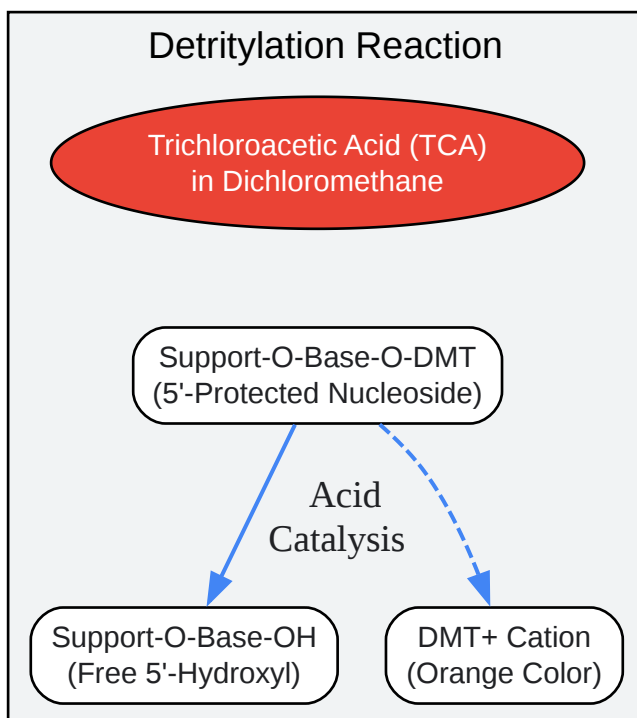 Detritylation Reaction
Trichloroacetic Acid (TCA)
in Dichloromethane
Support-O-Base-O-DMT
(5'-Protected Nucleoside)
Acid
Catalysis
Support-O-Base-OH
(Free 5'-Hydroxyl)
DMT+ Cation
(Orange Color)